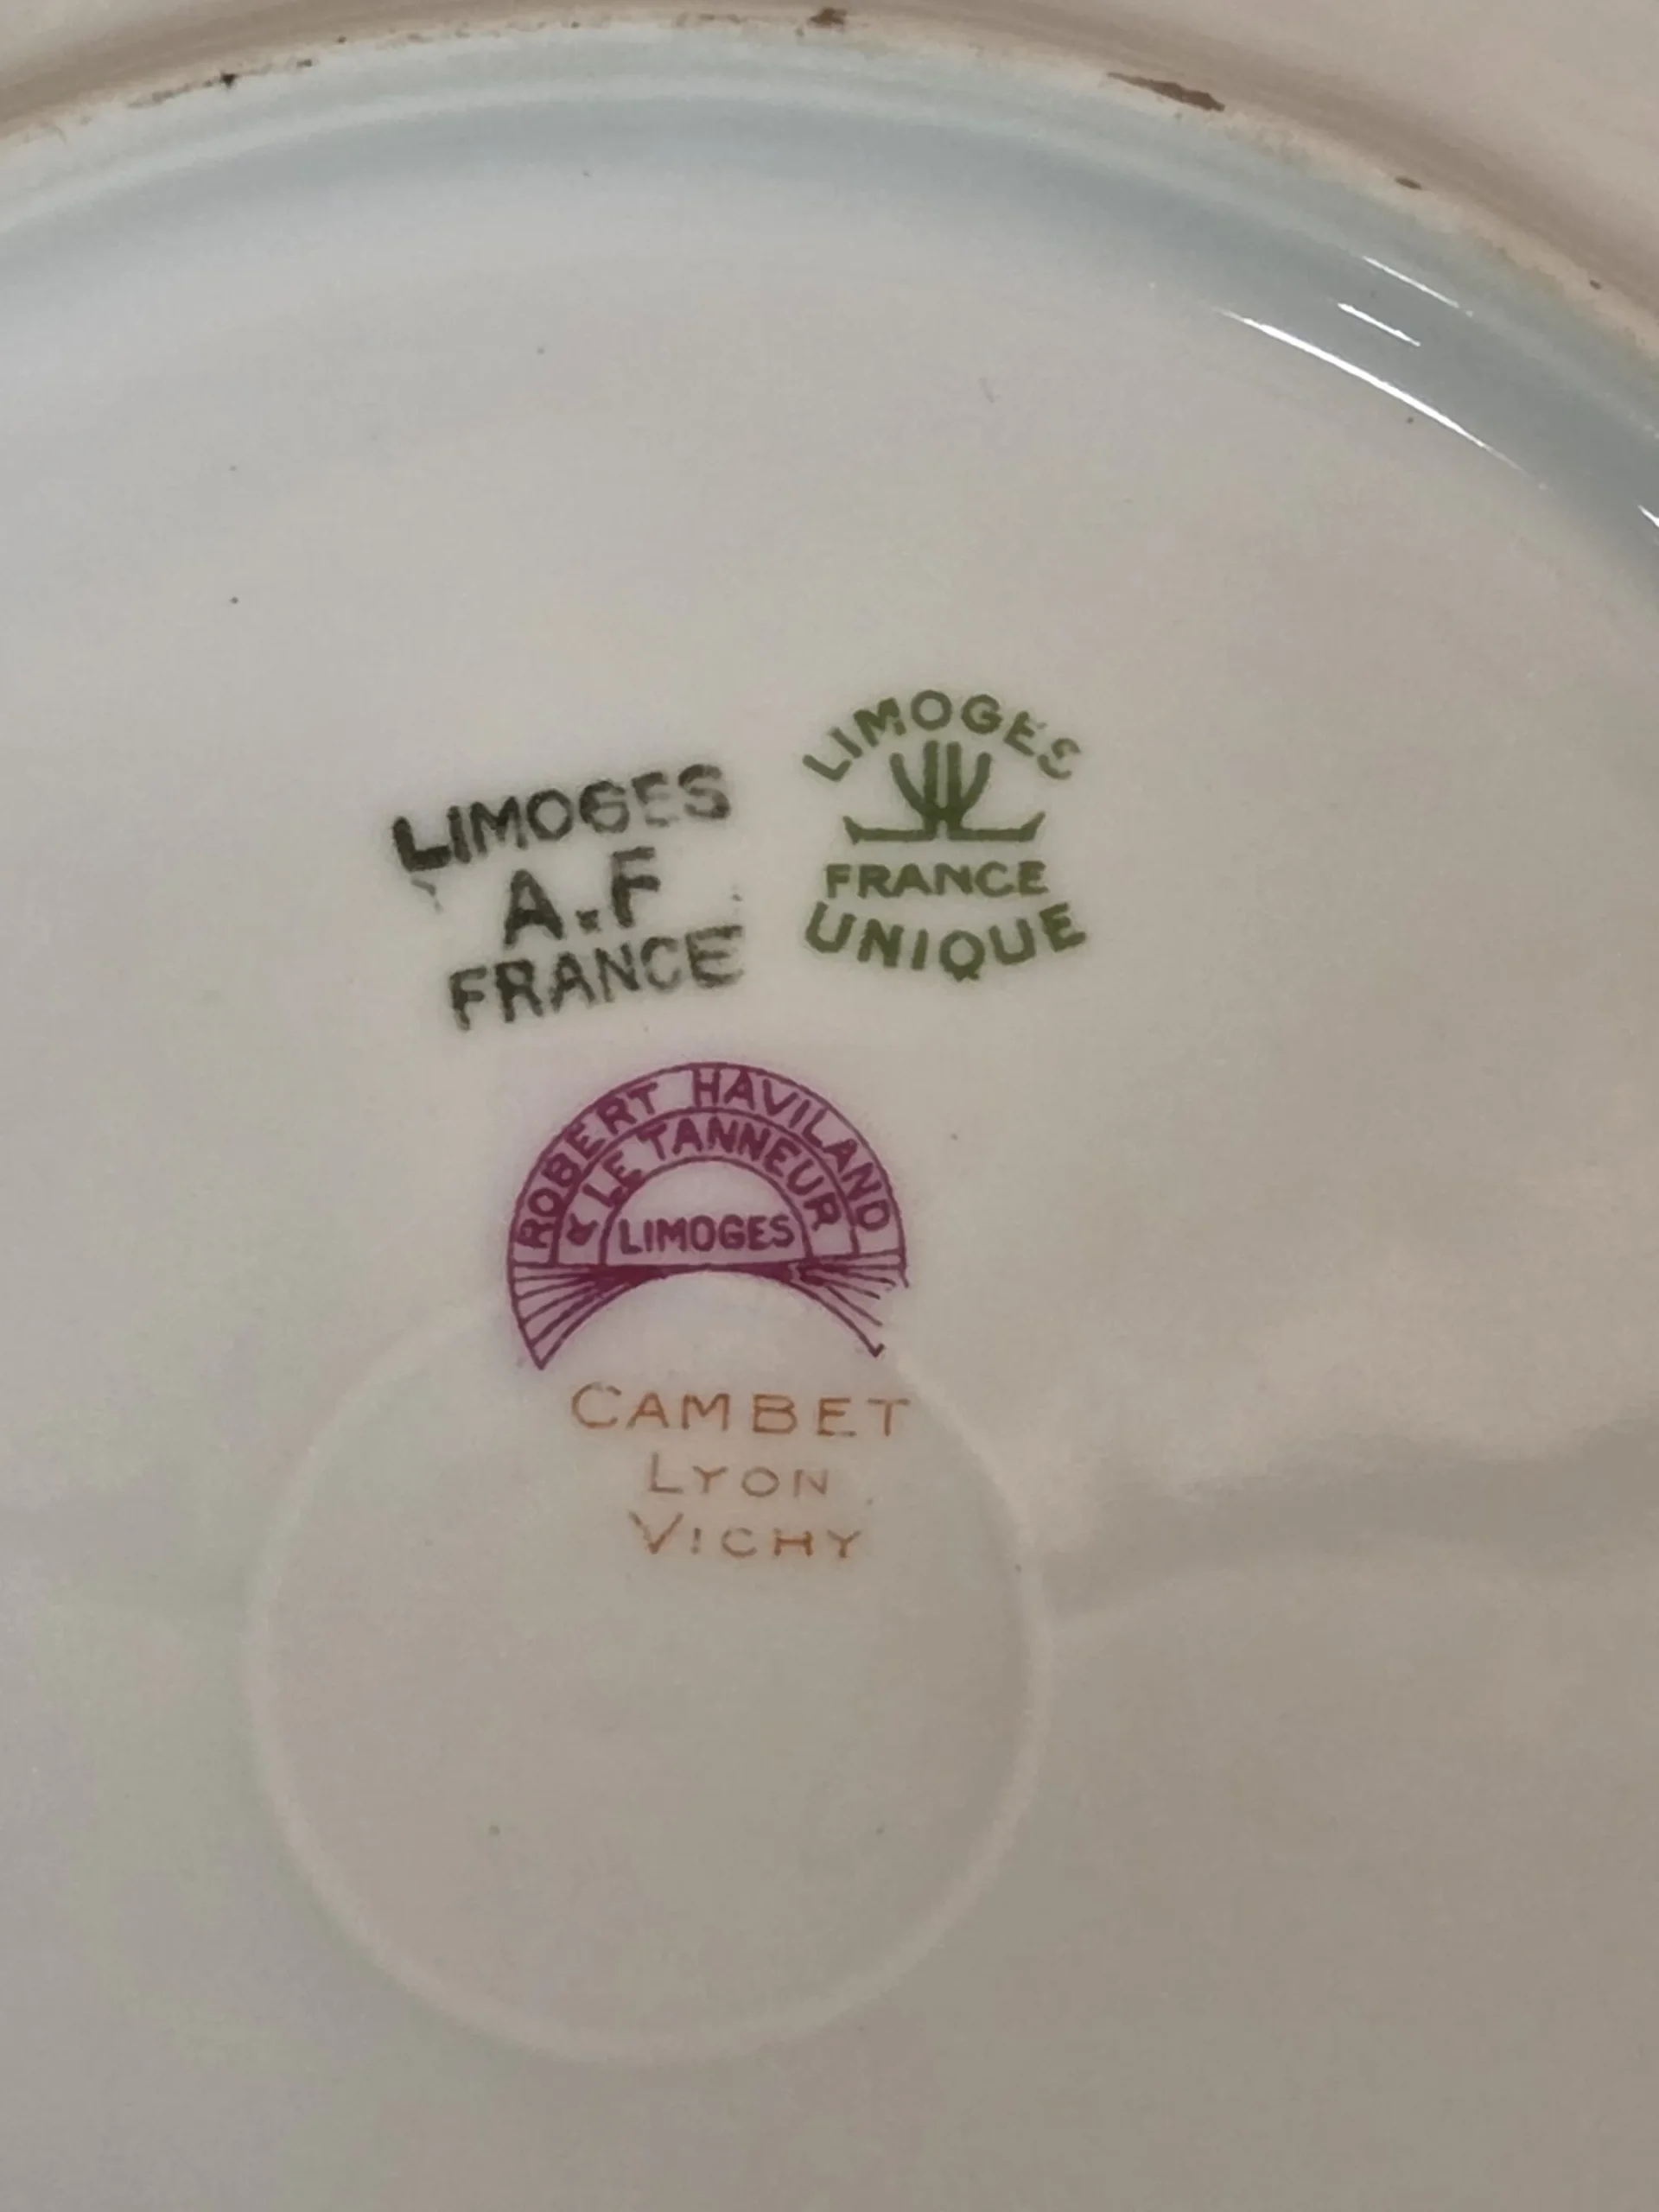 LIMOGES
A.F
FRANCE
LIMOGES
FRANCE
UNIQUE
ROBERT HAVILAND
& LE TANNEUR
LIMOGES
CAMBET
LYON
VICHY